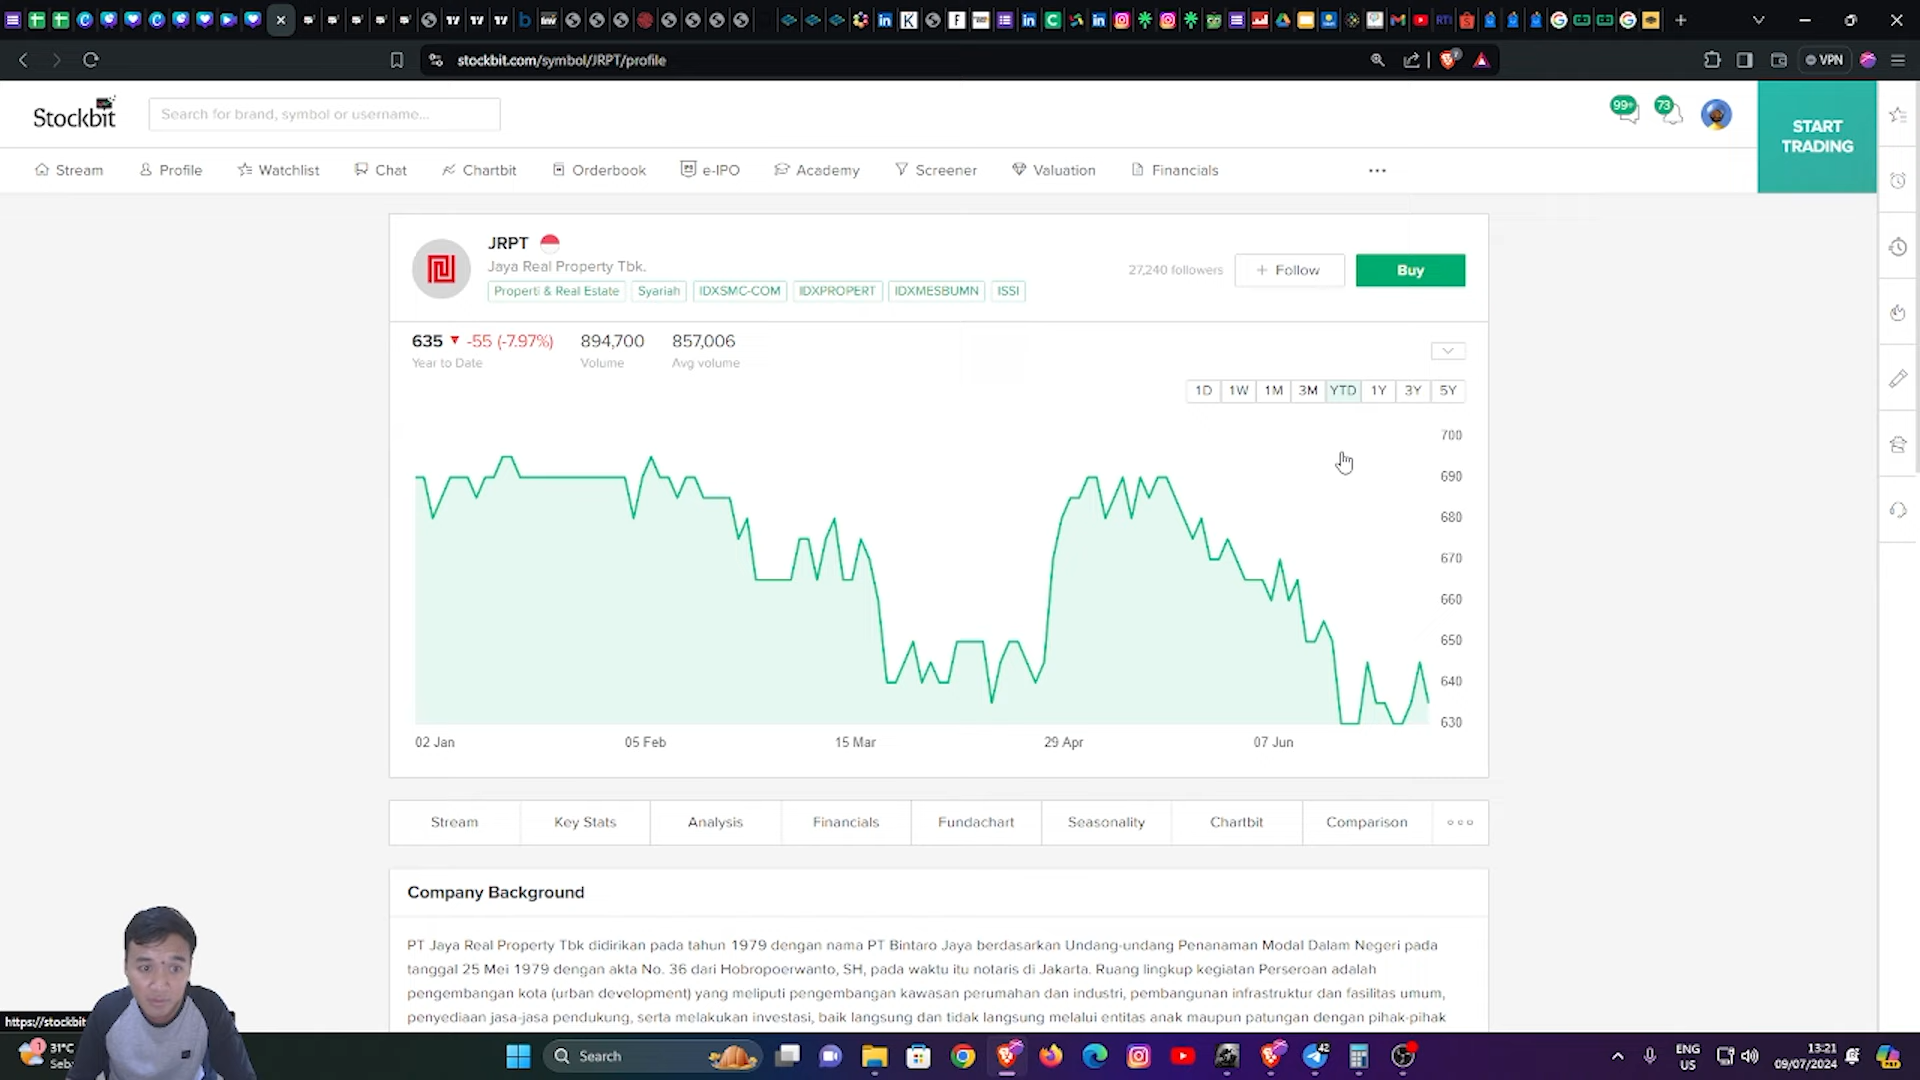 stockbit.com/symbol/JRPT/profile
VPN
Stockbit
Search for brand, symbol or username...
99+
73
START
TRADING
Stream
Profile
Watchlist
Chat
Chartbit
Orderbook
e-IPO
Academy
Screener
Valuation
Financials
JRPT
Jaya Real Property Tbk.
Properti & Real Estate
Syariah
IDXSMC-COM
IDXPROPERT
IDXMESBUMN
ISSI
27,240 followers
+ Follow
Buy
635 ▼ -55 (-7.97%)
Year to Date
894,700
Volume
857,006
Avg volume
1D
1W
1M
3M
YTD
1Y
3Y
5Y
700
690
680
670
660
650
640
630
02 Jan
05 Feb
15 Mar
29 Apr
07 Jun
Stream
Key Stats
Analysis
Financials
Fundachart
Seasonality
Chartbit
Comparison
Company Background
PT Jaya Real Property Tbk didirikan pada tahun 1979 dengan nama PT Bintaro Jaya berdasarkan Undang-undang Penanaman Modal Dalam Negeri pada
tanggal 25 Mei 1979 dengan akta No. 36 dari Hobropoerwanto, SH, pada waktu itu notaris di Jakarta. Ruang lingkup kegiatan Perseroan adalah
pengembangan kota (urban development) yang meliputi pengembangan kawasan perumahan dan industri, pembangunan infrastruktur dan fasilitas umum,
penyediaan jasa-jasa pendukung, serta melakukan investasi, baik langsung dan tidak langsung melalui entitas anak maupun patungan dengan pihak-pihak
https://stockbit
1
31°C
Search
42
ENG
US
13:21
09/07/2024